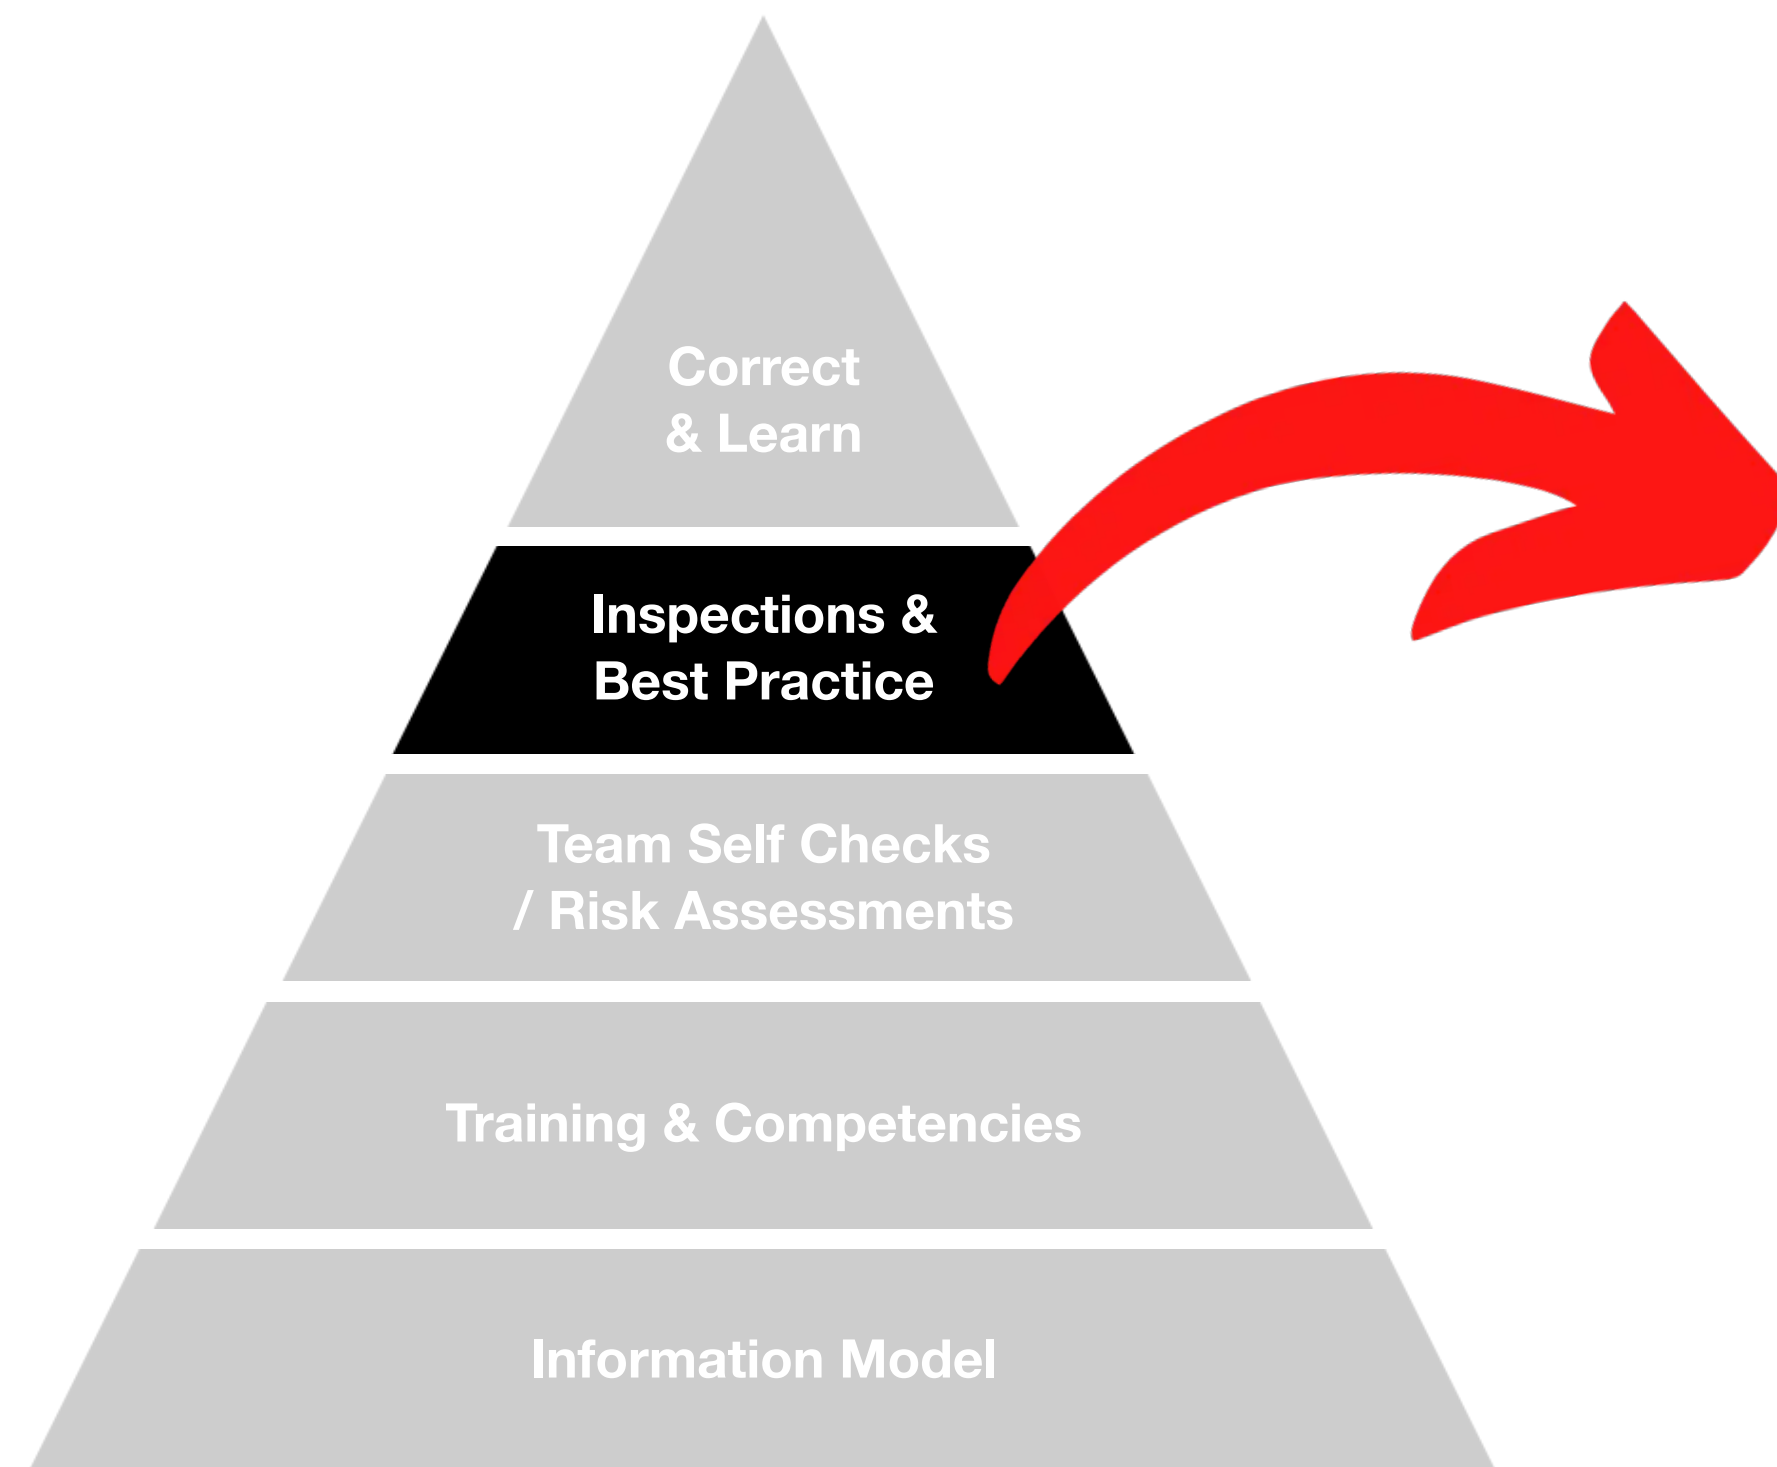 Correct
& Learn
Inspections &
Best Practice
Team Self Checks
/ Risk Assessments
Training & Competencies
Information Model